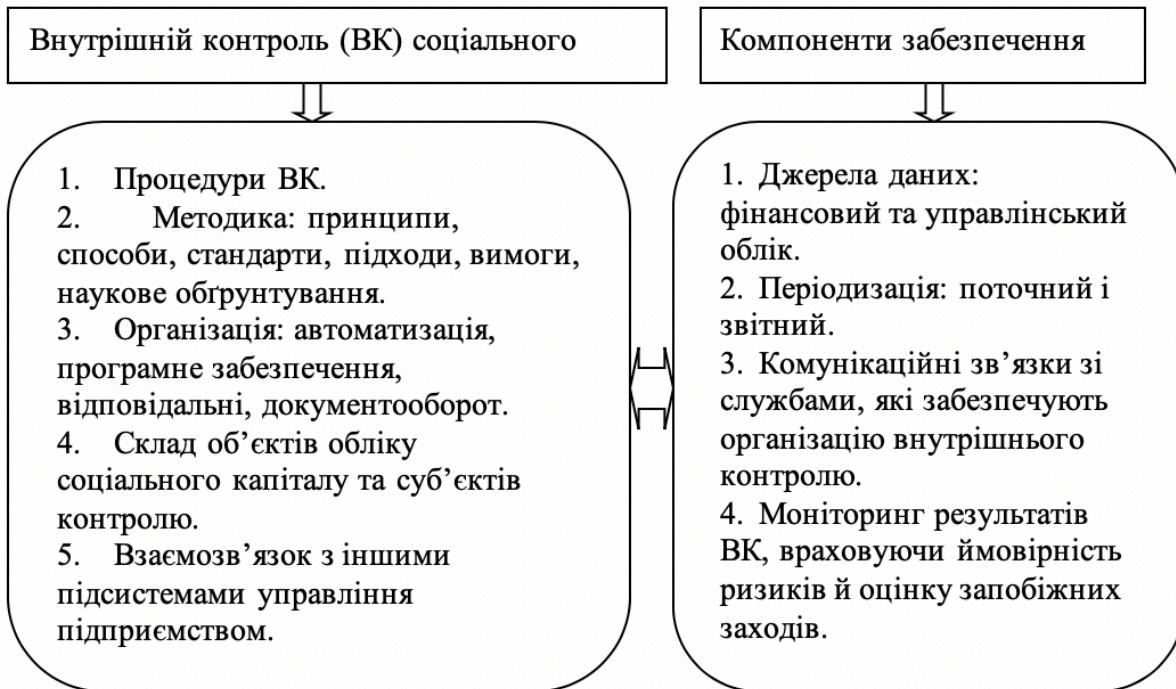 Внутрішній контроль (ВК) соціального
1. Процедури ВК.
2. Методика: принципи,
способи, стандарти, підходи, вимоги,
наукове обґрунтування.
3. Організація: автоматизація,
програмне забезпечення,
відповідальні, документооборот.
4. Склад об’єктів обліку
соціального капіталу та суб’єктів
контролю.
5. Взаємозв’язок з іншими
підсистемами управління
підприємством.
Компоненти забезпечення
1. Джерела даних:
фінансовий та управлінський
облік.
2. Періодизація: поточний і
звітний.
3. Комунікаційні зв’язки зі
службами, які забезпечують
організацію внутрішнього
контролю.
4. Моніторинг результатів
ВК, враховуючи ймовірність
ризиків й оцінку запобіжних
заходів.